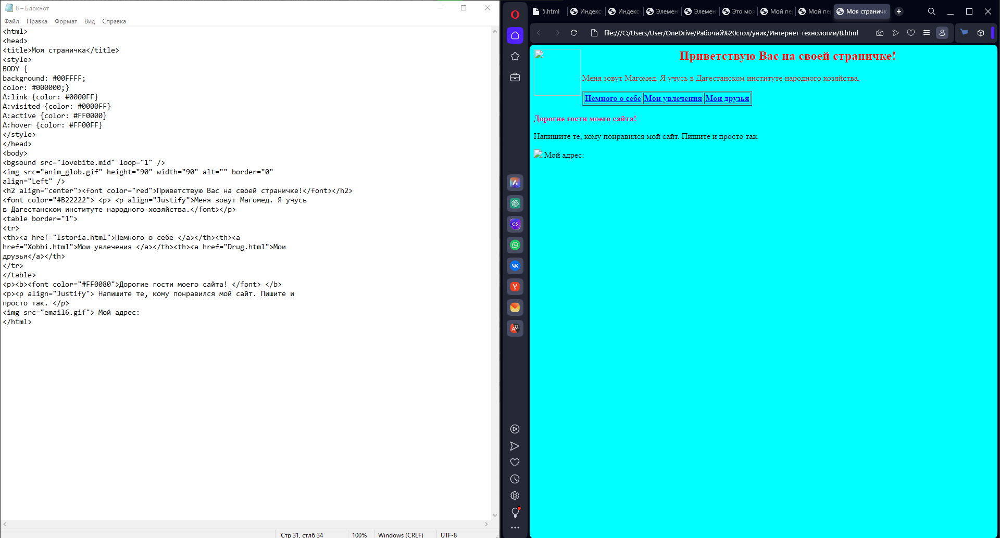 8 – Блокнот
Файл Правка Формат Вид Справка
<html>
<head>
<title>Моя страничка</title>
<style>
BODY {
background: #00FFFF;
color: #000000;}
A:link {color: #0000FF}
A:visited {color: #0000FF}
A:active {color: #FF0000}
A:hover {color: #FF00FF}
</style>
</head>
<body>
<bgsound src="lovebite.mid" loop="1" />
<img src="anim_glob.gif" height="90" width="90" alt="" border="0"
align="Left" />
<h2 align="center"><font color="red">Приветствую Вас на своей страничке!</font></h2>
<font color="#B22222"> <p> <p align="Justify">Меня зовут Магомед. Я учусь
в Дагестанском институте народного хозяйства.</font></p>
<table border="1">
<tr>
<th><a href="Istoria.html">Немного о себе </a></th><th><a
href="Xobbi.html">Мои увлечения </a></th><th><a href="Drug.html">Мои
друзья</a></th>
</tr>
</table>
<p><b><font color="#FF0080">Дорогие гости моего сайта! </font> </b>
<p><p align="Justify"> Напишите те, кому понравился мой сайт. Пишите и
просто так. </p>
<img src="email6.gif"> Мой адрес:
</html>
Стр 31, стлб 34 100% Windows (CRLF) UTF-8
5.html Индекс Индекс Элемен Элемен Это моя Мой пе Мой пе Моя страничк
file:///C:/Users/User/OneDrive/Рабочий%20стол/уник/Интернет-технологии/8.html
Приветствую Вас на своей страничке!
Меня зовут Магомед. Я учусь в Дагестанском институте народного хозяйства.
Немного о себе Мои увлечения Мои друзья
Дорогие гости моего сайта!
Напишите те, кому понравился мой сайт. Пишите и просто так.
Мой адрес:
CS